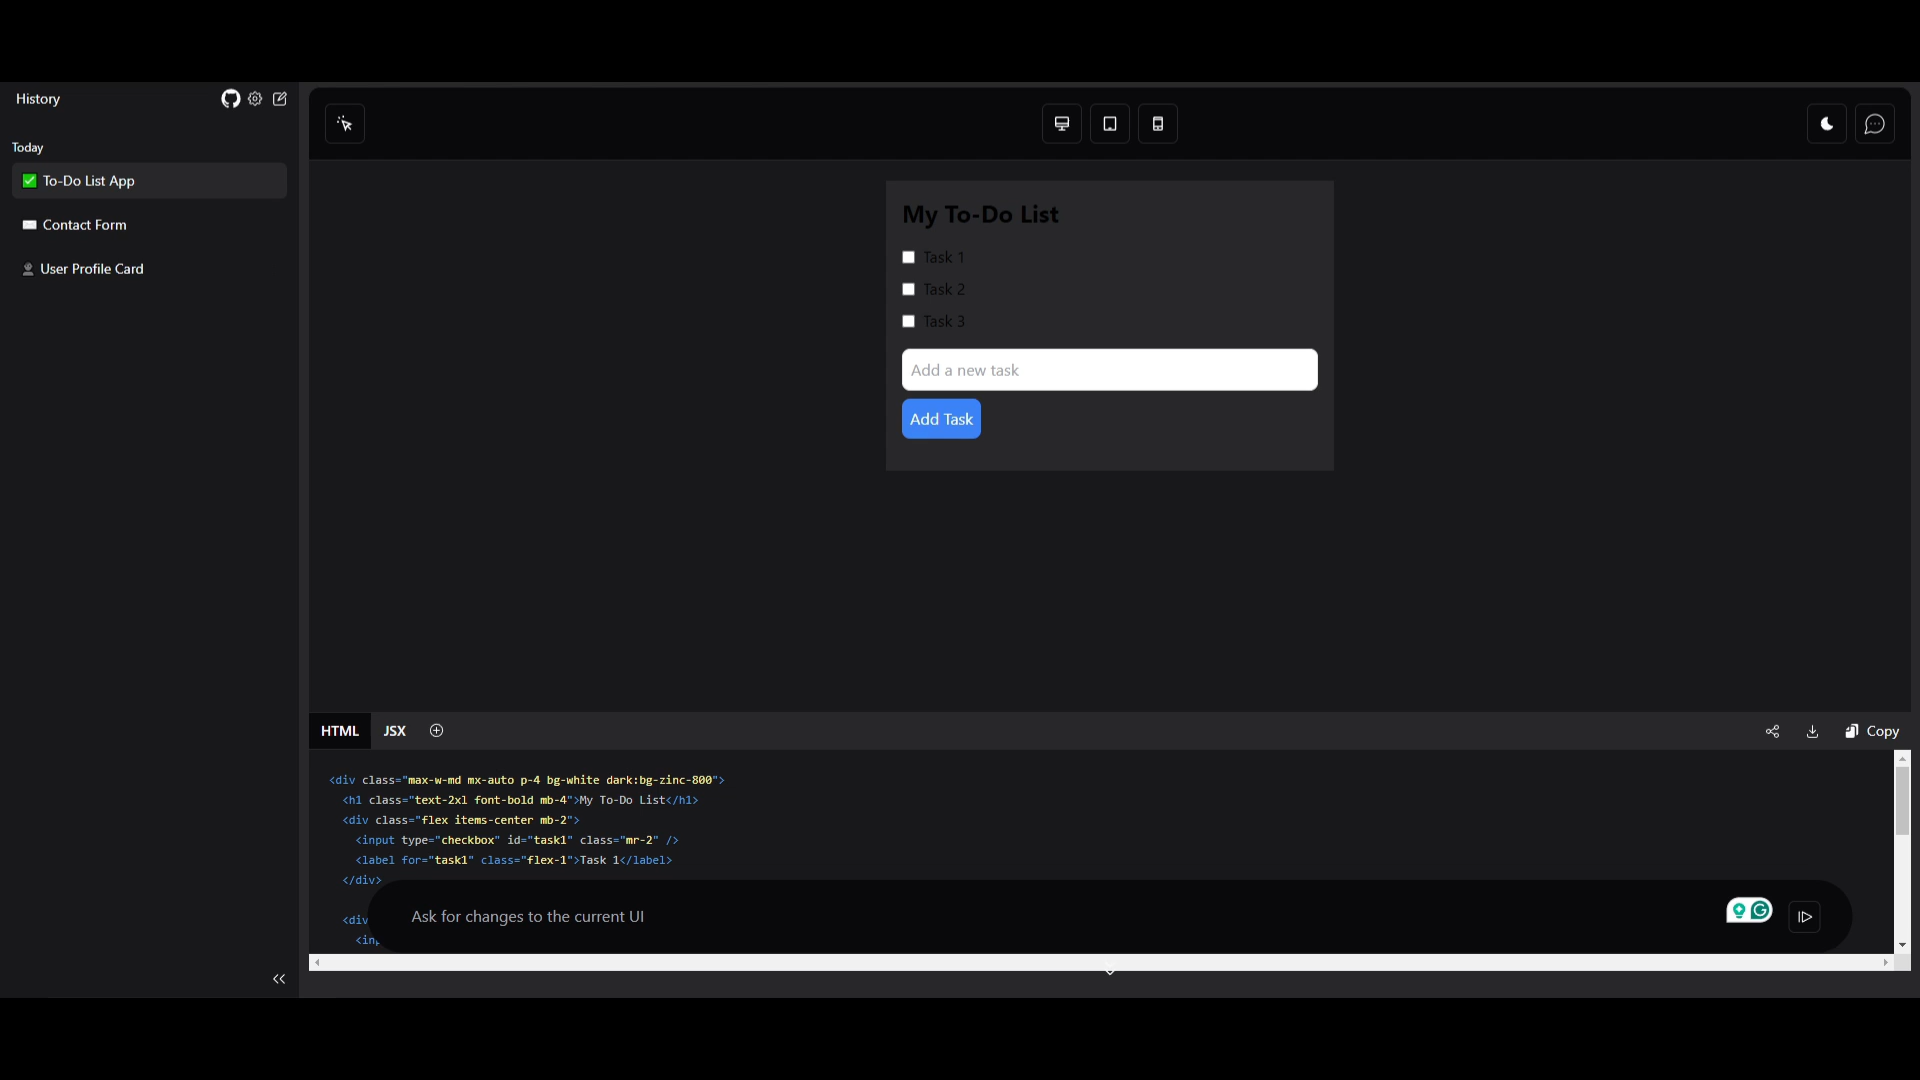 History
Today
To-Do List App
Contact Form
User Profile Card
My To-Do List
Task 1
Task 2
Task 3
Add a new task
Add Task
HTML JSX
Copy
<div class="max-w-md mx-auto p-4 bg-white dark:bg-zinc-800">
<h1 class="text-2xl font-bold mb-4">My To-Do List</h1>
<div class="flex items-center mb-2">
<input type="checkbox" id="task1" class="mr-2" />
<label for="task1" class="flex-1">Task 1</label>
</div>
<div
<inp
Ask for changes to the current UI